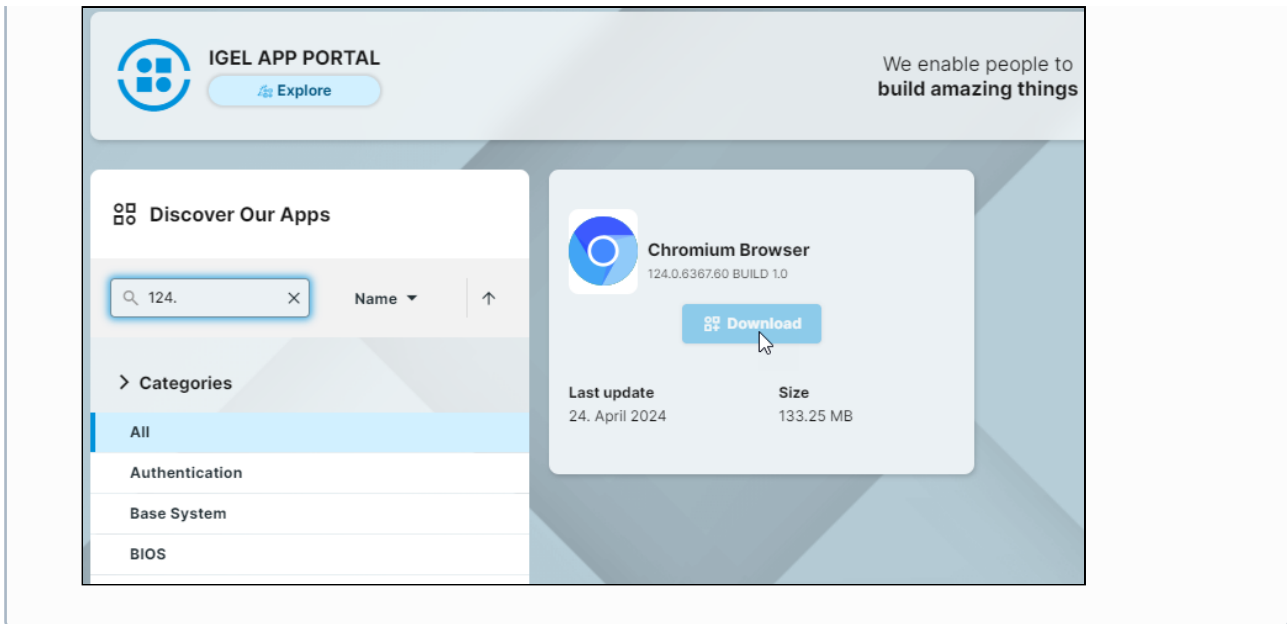 IGEL APP PORTAL
Explore
We enable people to
build amazing things
Discover Our Apps
124.
Name
Categories
All
Authentication
Base System
BIOS
Chromium Browser
124.0.6367.60 BUILD 1.0
Download
Last update
Size
24. April 2024
133.25 MB